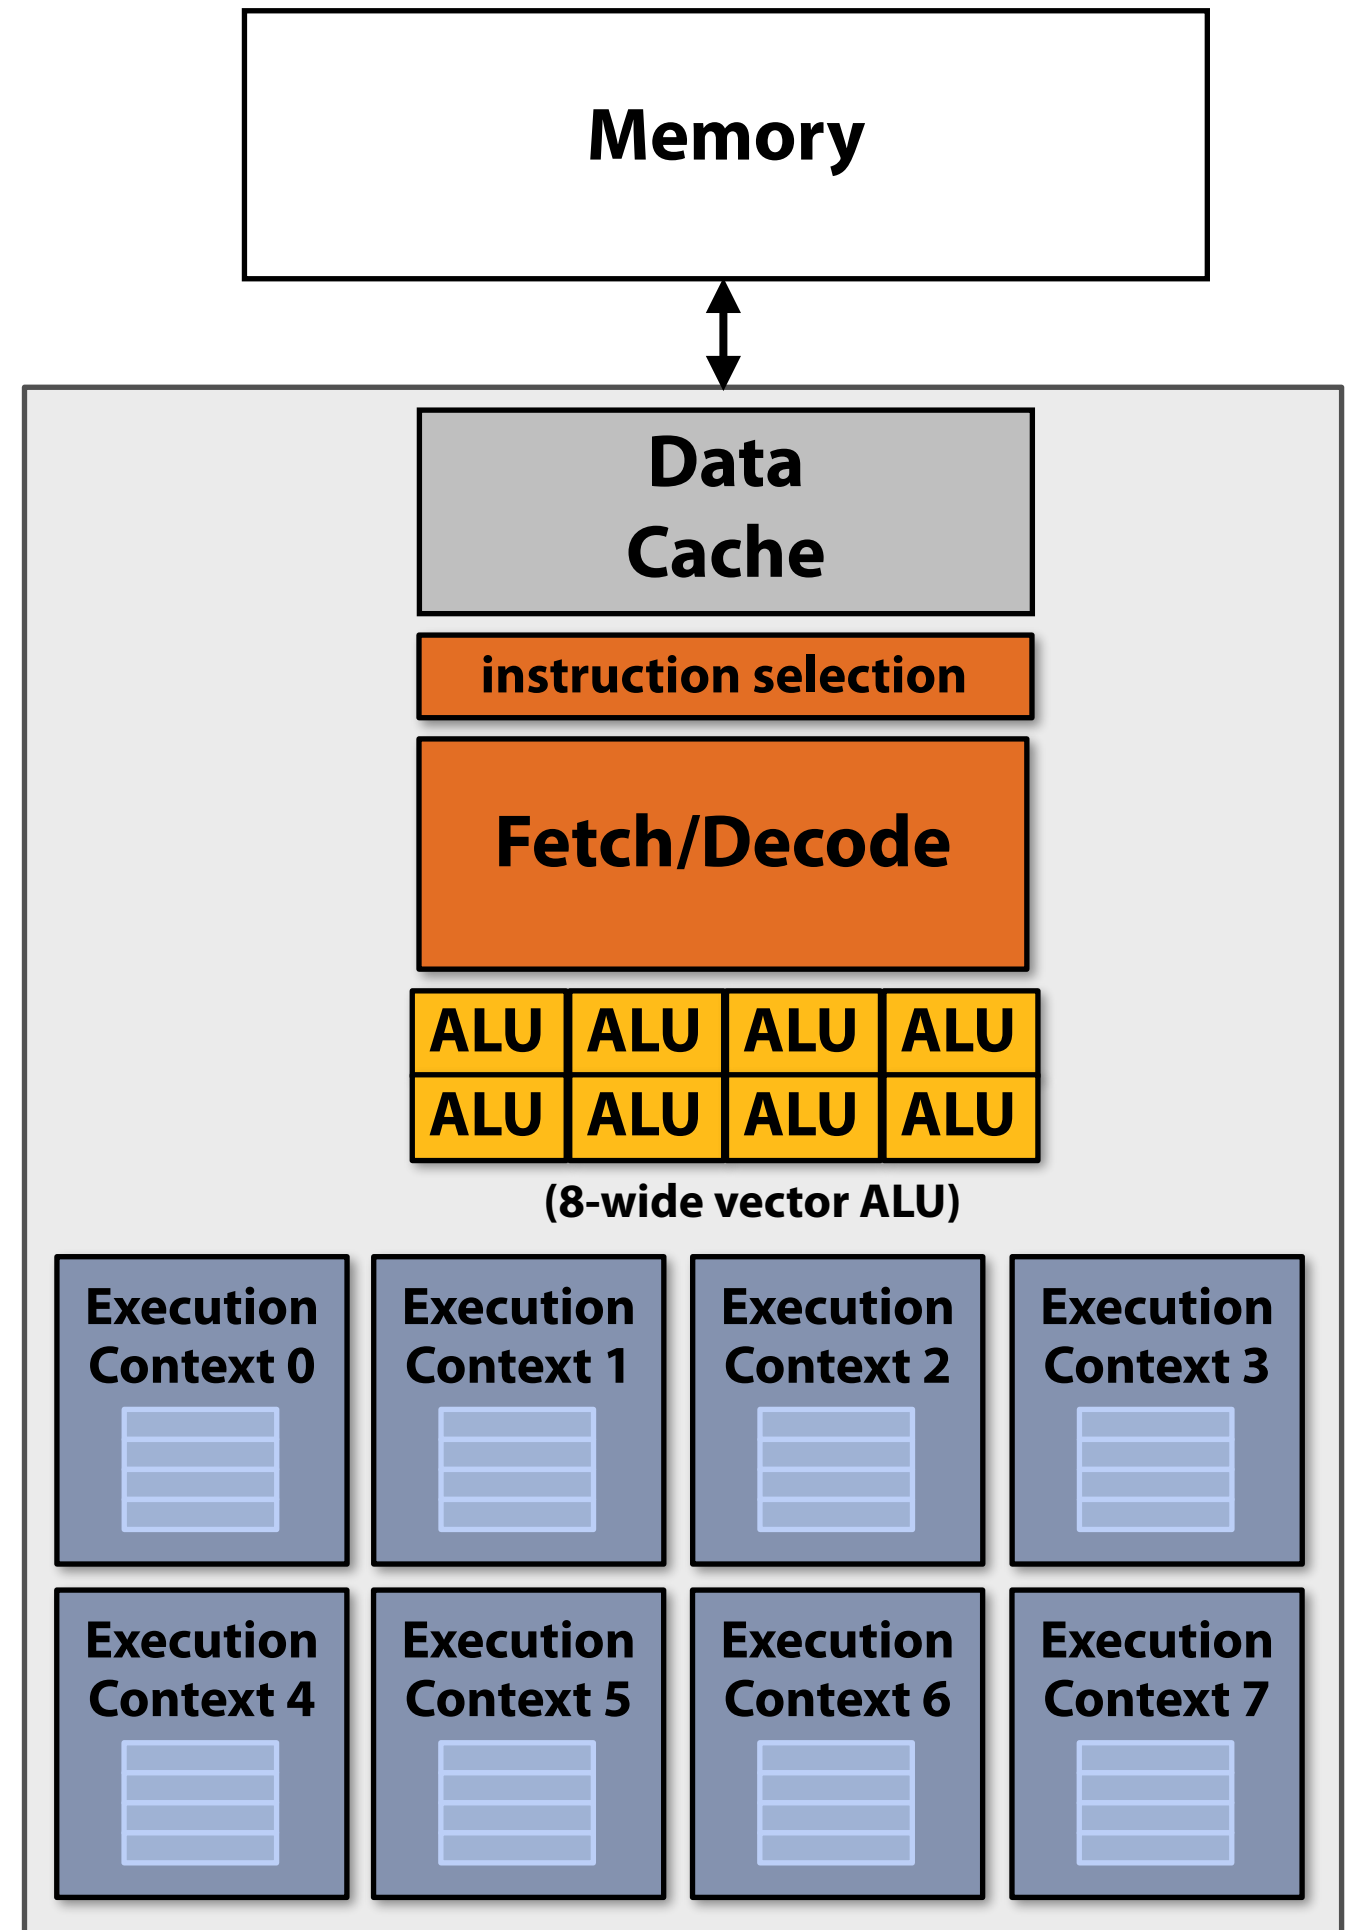 Memory
Data
Cache
instruction selection
Fetch/Decode
ALU ALU ALU ALU
ALU ALU ALU ALU
(8-wide vector ALU)
Execution
Context 0
Execution
Context 1
Execution
Context 2
Execution
Context 3
Execution
Context 4
Execution
Context 5
Execution
Context 6
Execution
Context 7